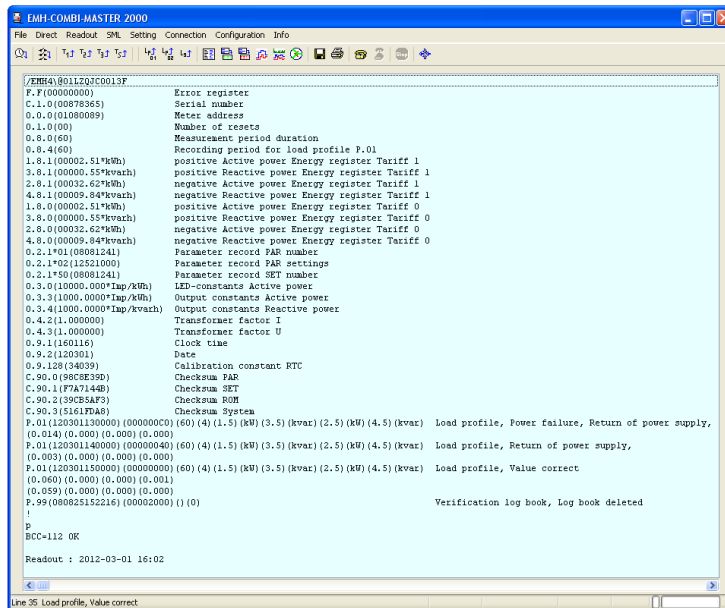 EMH-COMBI-MASTER 2000
File Direct Readout SML Setting Connection Configuration Info
/EMH4\@01LZQJC0013F
F.F(00000000) Error register
C.1.0(00878365) Serial number
0.0.0(01080089) Meter address
0.1.0(00) Number of resets
0.8.0(60) Measurement period duration
0.8.4(60) Recording period for load profile P.01
1.8.1(00002.51*kWh) positive Active power Energy register Tariff 1
3.8.1(00000.55*kvarh) positive Reactive power Energy register Tariff 1
2.8.1(00032.62*kWh) negative Active power Energy register Tariff 1
4.8.1(00009.84*kvarh) negative Reactive power Energy register Tariff 1
1.8.0(00002.51*kWh) positive Active power Energy register Tariff 0
3.8.0(00000.55*kvarh) positive Reactive power Energy register Tariff 0
2.8.0(00032.62*kWh) negative Active power Energy register Tariff 0
4.8.0(00009.84*kvarh) negative Reactive power Energy register Tariff 0
0.2.1*01(08081241) Parameter record PAR number
0.2.1*02(12521000) Parameter record PAR settings
0.2.1*50(08081241) Parameter record SET number
0.3.0(10000.000*Imp/kWh) LED-constants Active power
0.3.3(1000.0000*Imp/kWh) Output constants Active power
0.3.4(1000.0000*Imp/kvarh) Output constants Reactive power
0.4.2(1.000000) Transformer factor I
0.4.3(1.000000) Transformer factor U
0.9.1(160116) Clock time
0.9.2(120301) Date
0.9.128(34039) Calibration constant RTC
C.90.0(98C8E39D) Checksum PAR
C.90.1(F7A7144B) Checksum SET
C.90.2(39CB5AF3) Checksum ROM
C.90.3(5161FDA8) Checksum System
P.01(120301130000)(000000C0)(60)(4)(1.5)(kW)(3.5)(kvar)(2.5)(kW)(4.5)(kvar) Load profile, Power failure, Return of power supply,
(0.014)(0.000)(0.000)(0.000)
P.01(120301140000)(00000040)(60)(4)(1.5)(kW)(3.5)(kvar)(2.5)(kW)(4.5)(kvar) Load profile, Return of power supply,
(0.003)(0.000)(0.000)(0.000)
P.01(120301150000)(00000000)(60)(4)(1.5)(kW)(3.5)(kvar)(2.5)(kW)(4.5)(kvar) Load profile, Value correct
(0.060)(0.000)(0.000)(0.001)
(0.059)(0.000)(0.000)(0.000)
P.99(080825152216)(00002000)()(0) Verification log book, Log book deleted
!
p
BCC=112 OK
Readout : 2012-03-01 16:02
Line 35 Load profile, Value correct